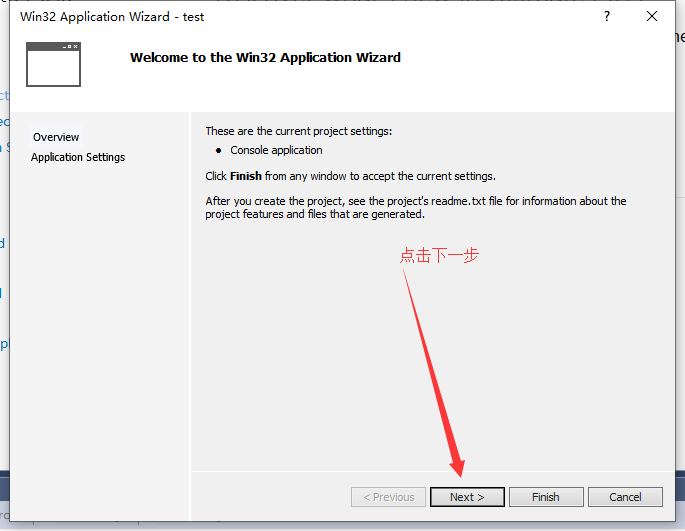 Win32 Application Wizard - test
?
Welcome to the Win32 Application Wizard
Overview
Application Settings
These are the current project settings:
• Console application
Click Finish from any window to accept the current settings.
After you create the project, see the project's readme.txt file for information about the
project features and files that are generated.
点击下一步
< Previous
Next >
Finish
Cancel